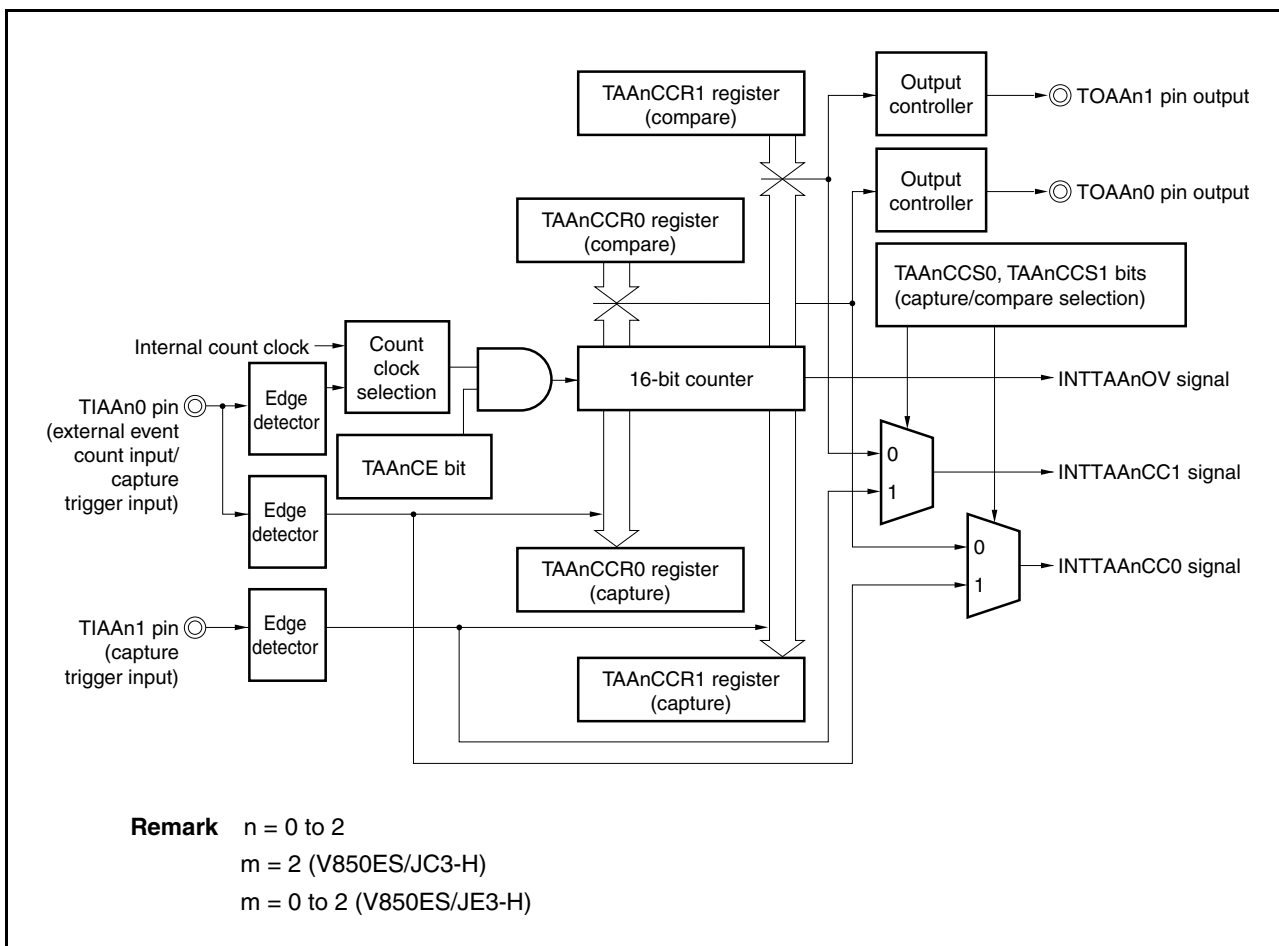 TAAnCCR1 register
(compare)
Output
controller
TOAAn1 pin output
Output
controller
TOAAn0 pin output
TAAnCCR0 register
(compare)
TAAnCCS0, TAAnCCS1 bits
(capture/compare selection)
Internal count clock
Count
clock
selection
16-bit counter
INTTAAnOV signal
TIAAn0 pin
(external event
count input/
capture
trigger input)
Edge
detector
TAAnCE bit
0
1
INTTAAnCC1 signal
Edge
detector
0
1
INTTAAnCC0 signal
TAAnCCR0 register
(capture)
TIAAn1 pin
(capture
trigger input)
Edge
detector
TAAnCCR1 register
(capture)
Remark n = 0 to 2
m = 2 (V850ES/JC3-H)
m = 0 to 2 (V850ES/JE3-H)